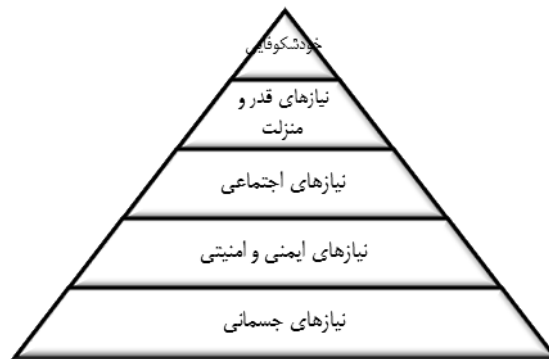 خودشکوفایی
نیازهای قدر و
منزلت
نیازهای اجتماعی
نیازهای ایمنی و امنیتی
نیازهای جسمانی